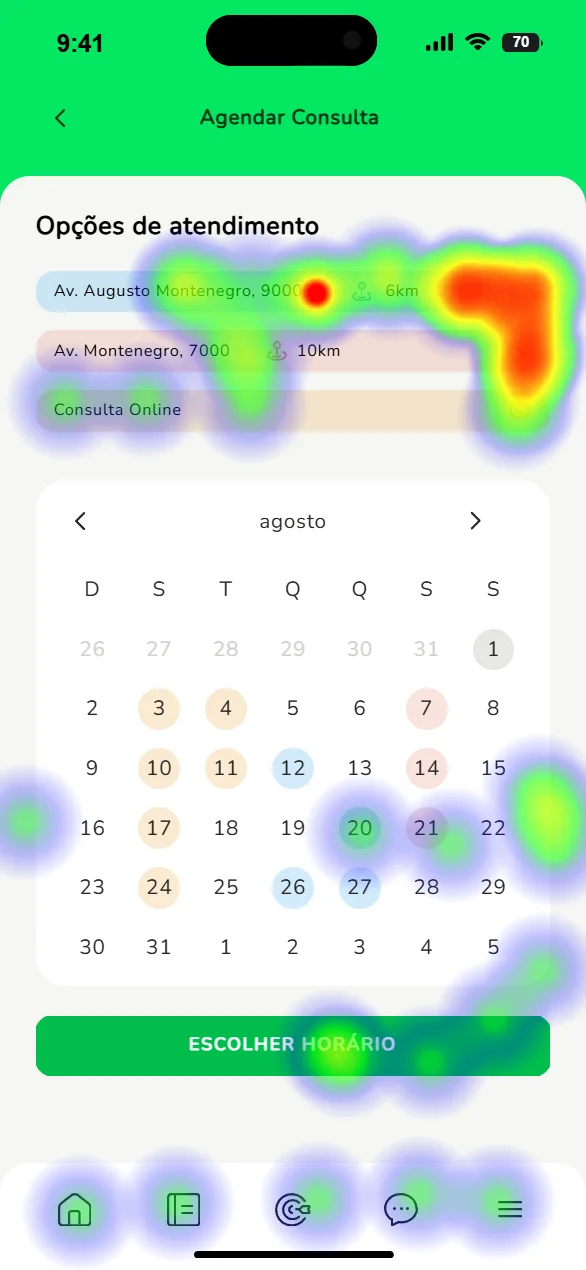 9:41
70
Agendar Consulta
Opções de atendimento
Av. Augusto Montenegro, 9000 6km
Av. Montenegro, 7000 10km
Consulta Online
agosto
D S T Q Q S S
26 27 28 29 30 31 1
2 3 4 5 6 7 8
9 10 11 12 13 14 15
16 17 18 19 20 21 22
23 24 25 26 27 28 29
30 31 1 2 3 4 5
ESCOLHER HORÁRIO